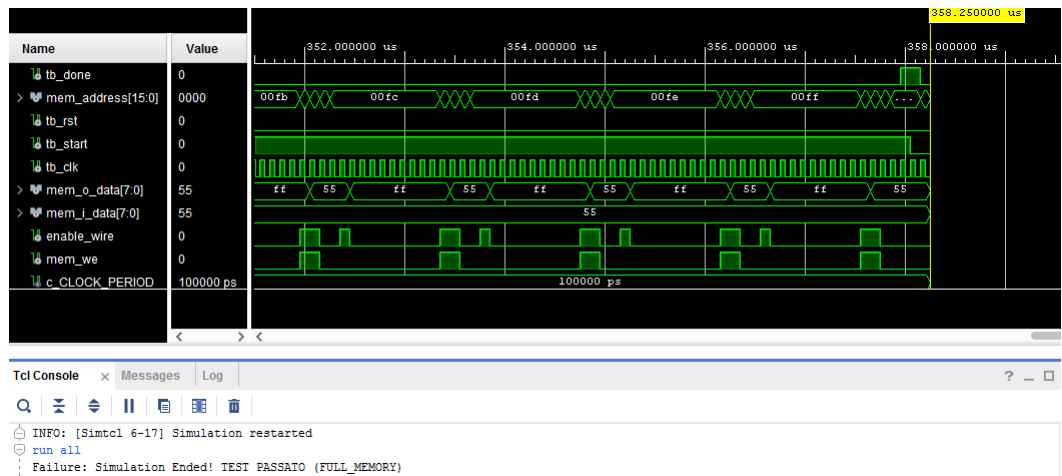 358.250000 us
Name Value
352.000000 us 354.000000 us 356.000000 us 358.000000 us
tb_done 0
> mem_address[15:0] 0000 00fb 00fc 00fd 00fe 00ff ...
tb_rst 0
tb_start 0
tb_clk 0
> mem_o_data[7:0] 55 ff 55 ff 55 ff 55 ff 55 ff 55
> mem_i_data[7:0] 55 55
enable_wire 0
mem_we 0
c_CLOCK_PERIOD 100000 ps 100000 ps
Tcl Console × Messages Log ? _
INFO: [Simtcl 6-17] Simulation restarted
run all
Failure: Simulation Ended! TEST PASSATO (FULL_MEMORY)